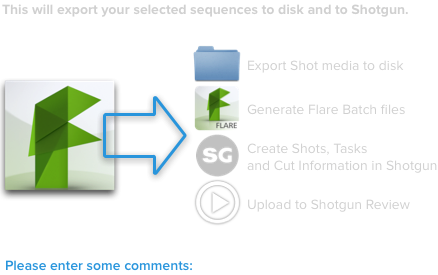 This will export your selected sequences to disk and to Shotgun.
Export Shot media to disk
Generate Flare Batch files
FLARE
SG
Create Shots, Tasks
and Cut Information in Shotgun
Upload to Shotgun Review
Please enter some comments: